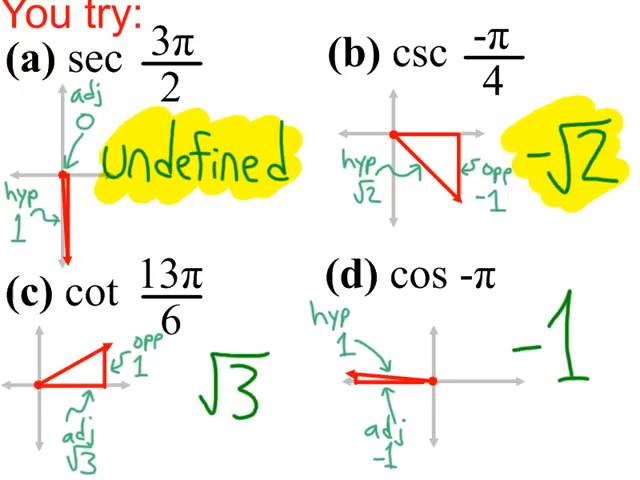 You try:
(a) sec 3π/2
adj
0
hyp
1
undefined
(b) csc -π/4
hyp
√2
opp
-1
-√2
(c) cot 13π/6
opp
1
adj
√3
√3
(d) cos -π
hyp
1
adj
-1
-1